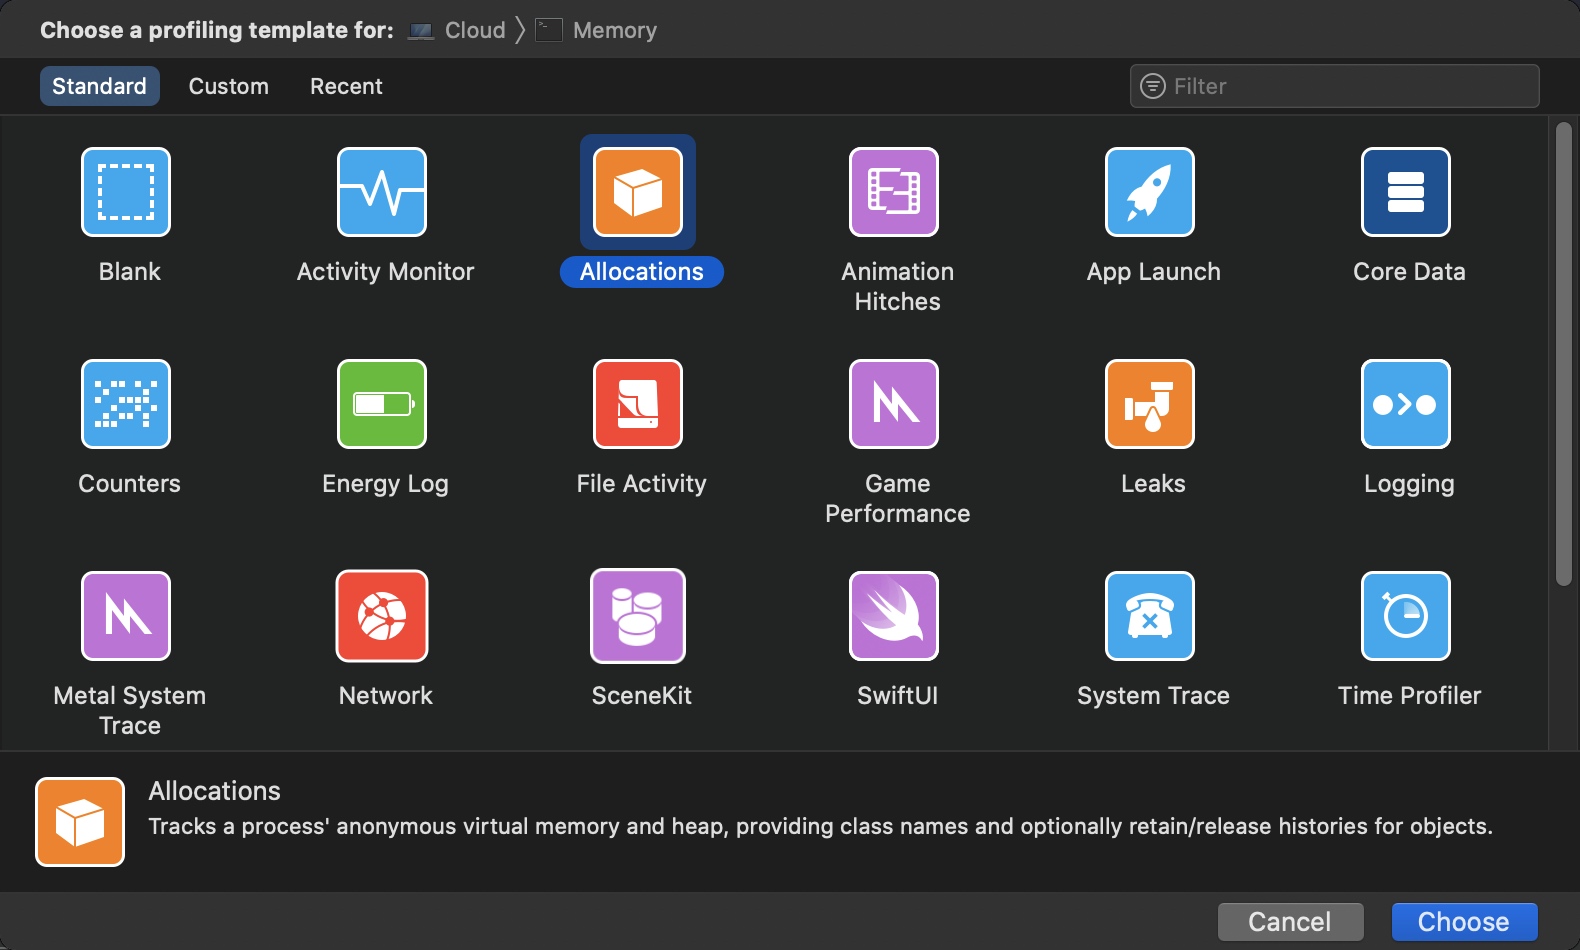 Choose a profiling template for: Cloud Memory
Standard Custom Recent Filter
Blank Activity Monitor Allocations Animation Hitches App Launch Core Data
Counters Energy Log File Activity Game Performance Leaks Logging
Metal System Trace Network SceneKit SwiftUI System Trace Time Profiler
Allocations
Tracks a process' anonymous virtual memory and heap, providing class names and optionally retain/release histories for objects.
Cancel Choose